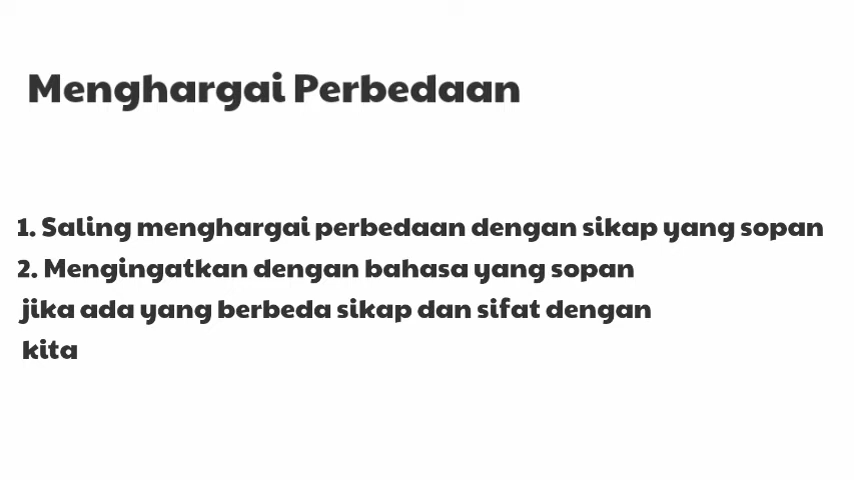 Menghargai Perbedaan
1. Saling menghargai perbedaan dengan sikap yang sopan
2. Mengingatkan dengan bahasa yang sopan
jika ada yang berbeda sikap dan sifat dengan
kita